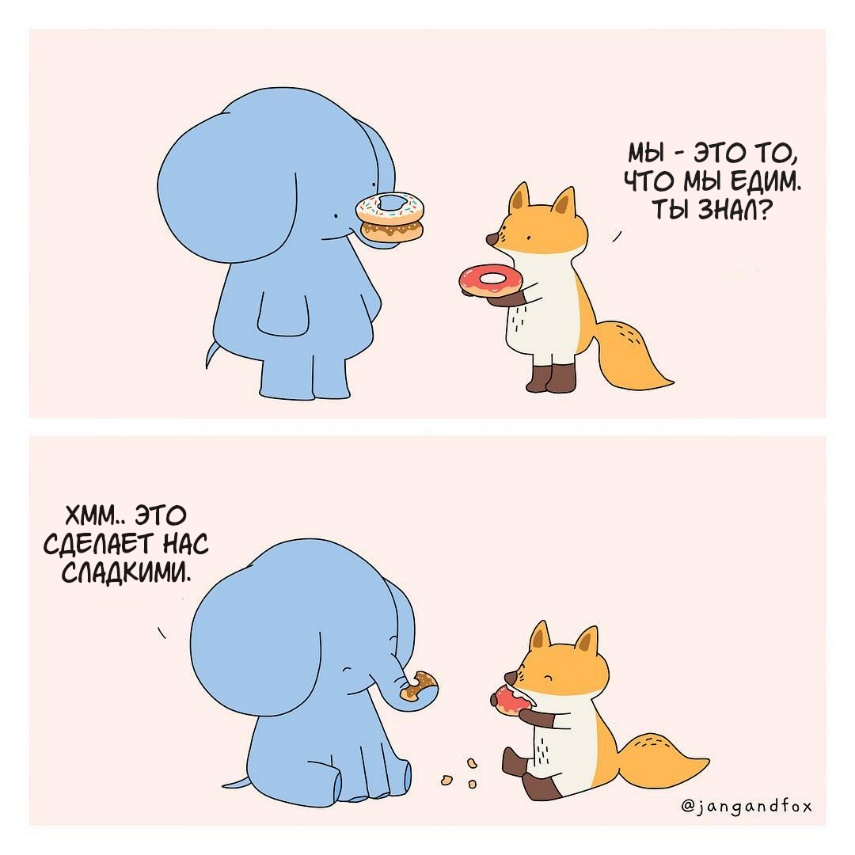 МЫ - ЭТО ТО,
ЧТО МЫ ЕДИМ.
ТЫ ЗНАЛ?
ХММ.. ЭТО
СДЕЛАЕТ НАС
СЛАДКИМИ.
@jangandfox